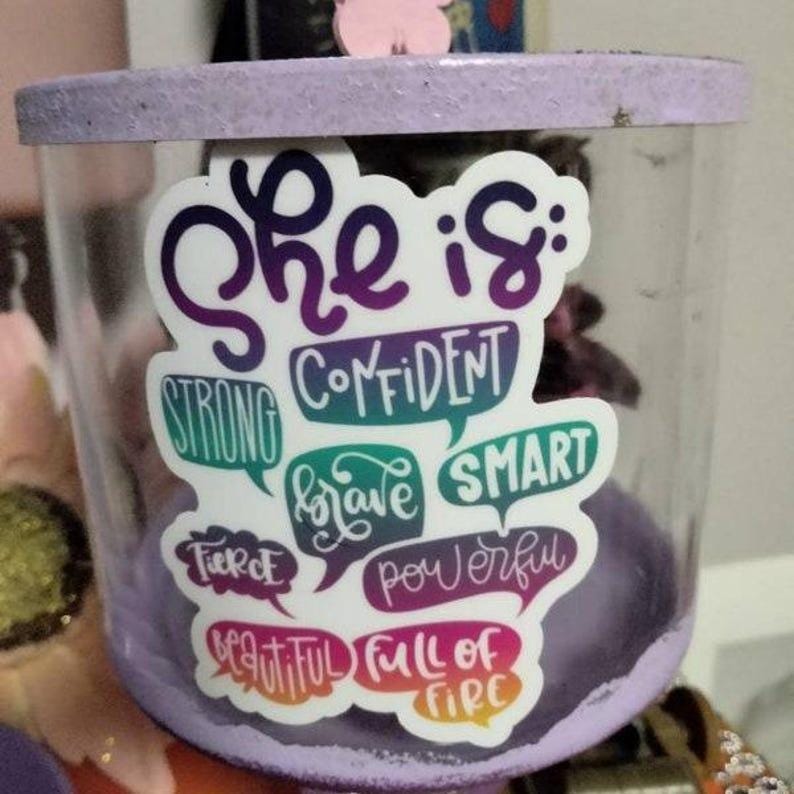 She is:
CONFIDENT
STRONG
brave
SMART
FIERCE
powerful
BEAUTIFUL
FULL OF
FIRE